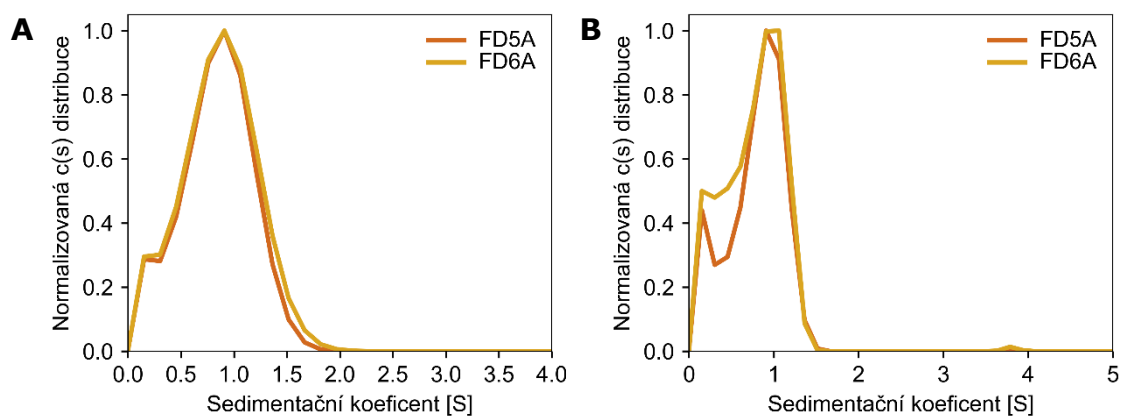 A
Normalizovaná c(s) distribuce
1.0
0.8
0.6
0.4
0.2
0.0
FD5A
FD6A
0.0 0.5 1.0 1.5 2.0 2.5 3.0 3.5 4.0
Sedimentační koeficent [S]
B
Normalizovaná c(s) distribuce
1.0
0.8
0.6
0.4
0.2
0.0
FD5A
FD6A
0 1 2 3 4 5
Sedimentační koeficent [S]